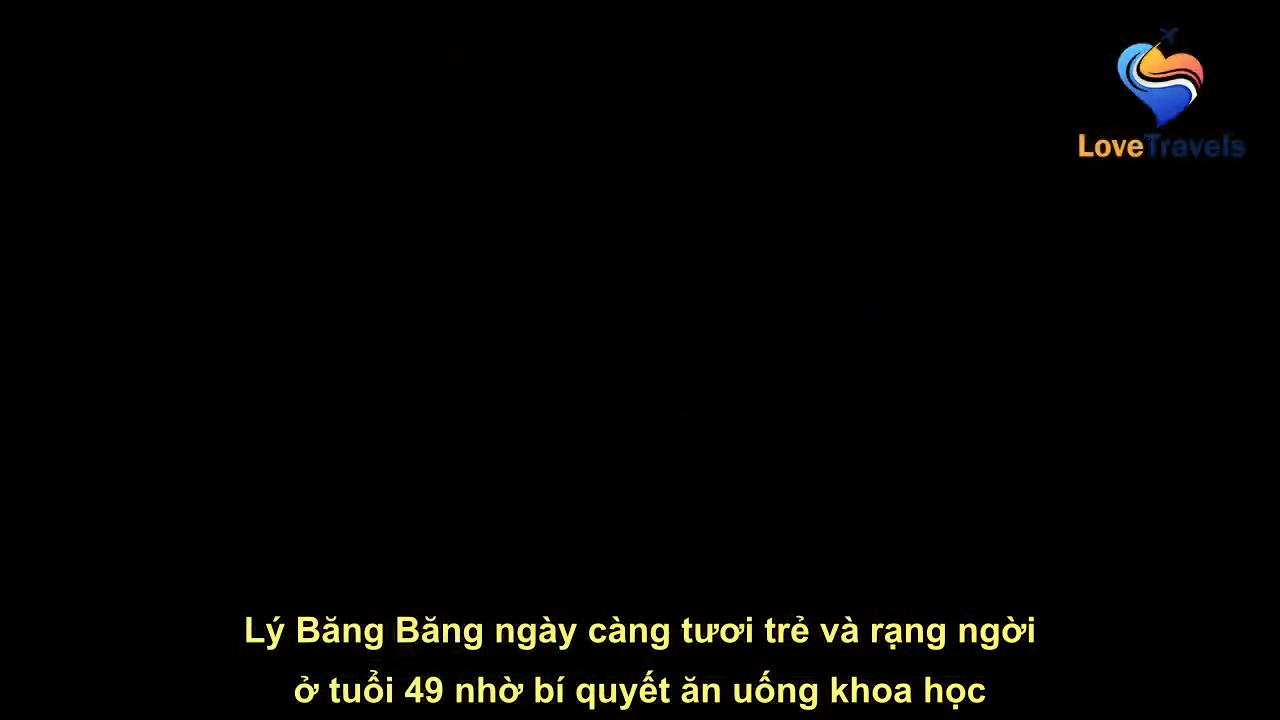 LoveTravels
Lý Băng Băng ngày càng tươi trẻ và rạng ngời
ở tuổi 49 nhờ bí quyết ăn uống khoa học